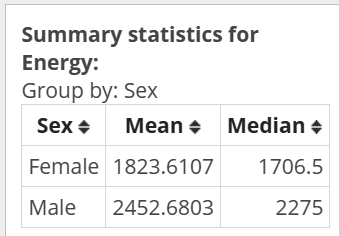 Summary statistics for
Energy:
Group by: Sex
Sex Mean Median
Female 1823.6107 1706.5
Male 2452.6803 2275